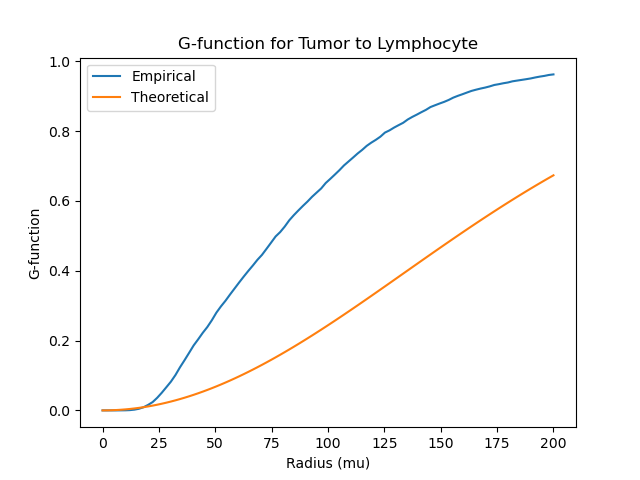 G-function for Tumor to Lymphocyte
Empirical
Theoretical
1.0
0.8
0.6
0.4
0.2
0.0
G-function
0 25 50 75 100 125 150 175 200
Radius (mu)